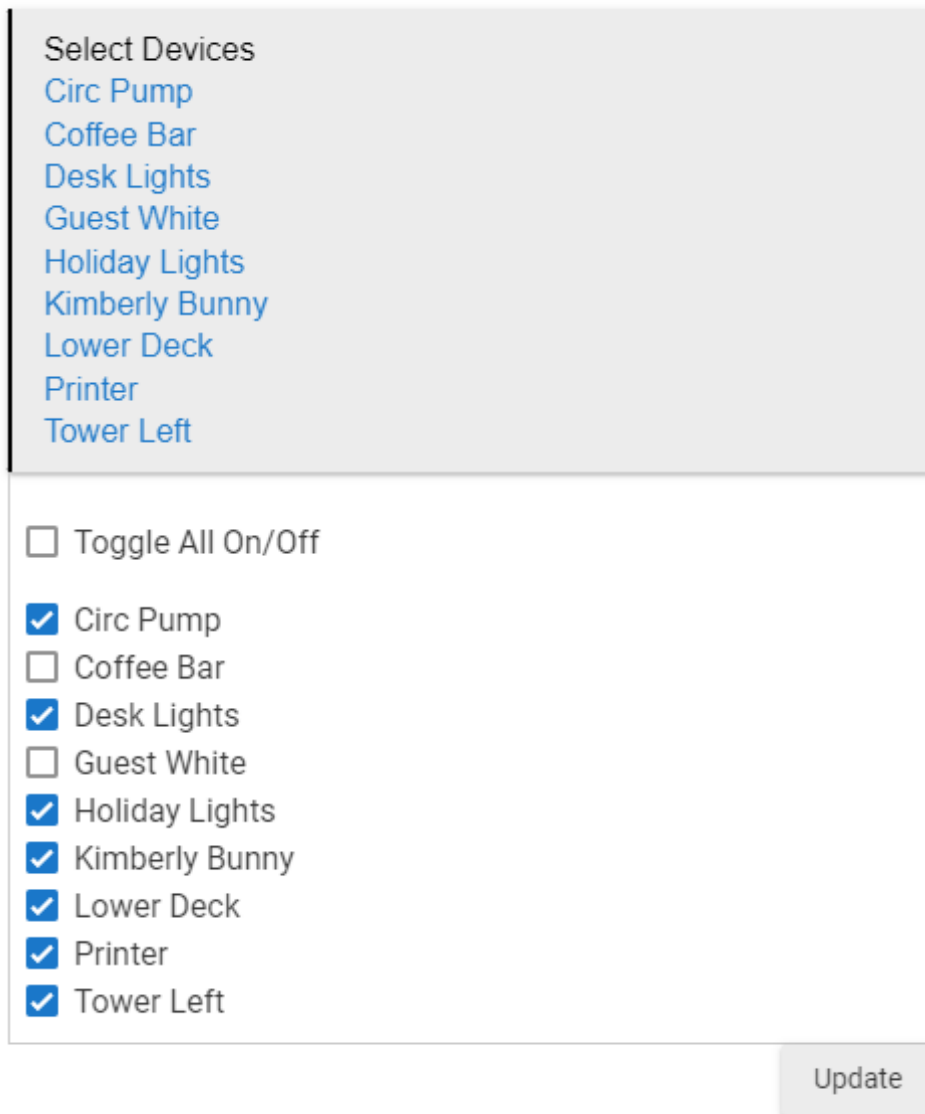 Select Devices
Circ Pump
Coffee Bar
Desk Lights
Guest White
Holiday Lights
Kimberly Bunny
Lower Deck
Printer
Tower Left
Toggle All On/Off
Circ Pump
Coffee Bar
Desk Lights
Guest White
Holiday Lights
Kimberly Bunny
Lower Deck
Printer
Tower Left
Update